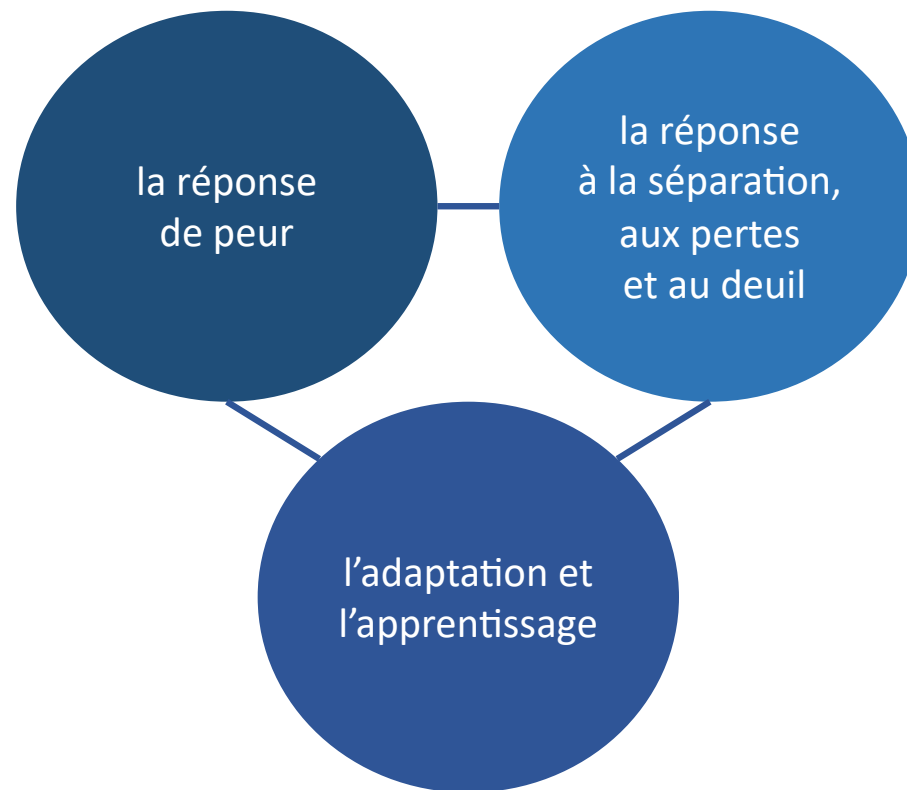 la réponse
de peur
la réponse
à la séparation,
aux pertes
et au deuil
l’adaptation et
l’apprentissage